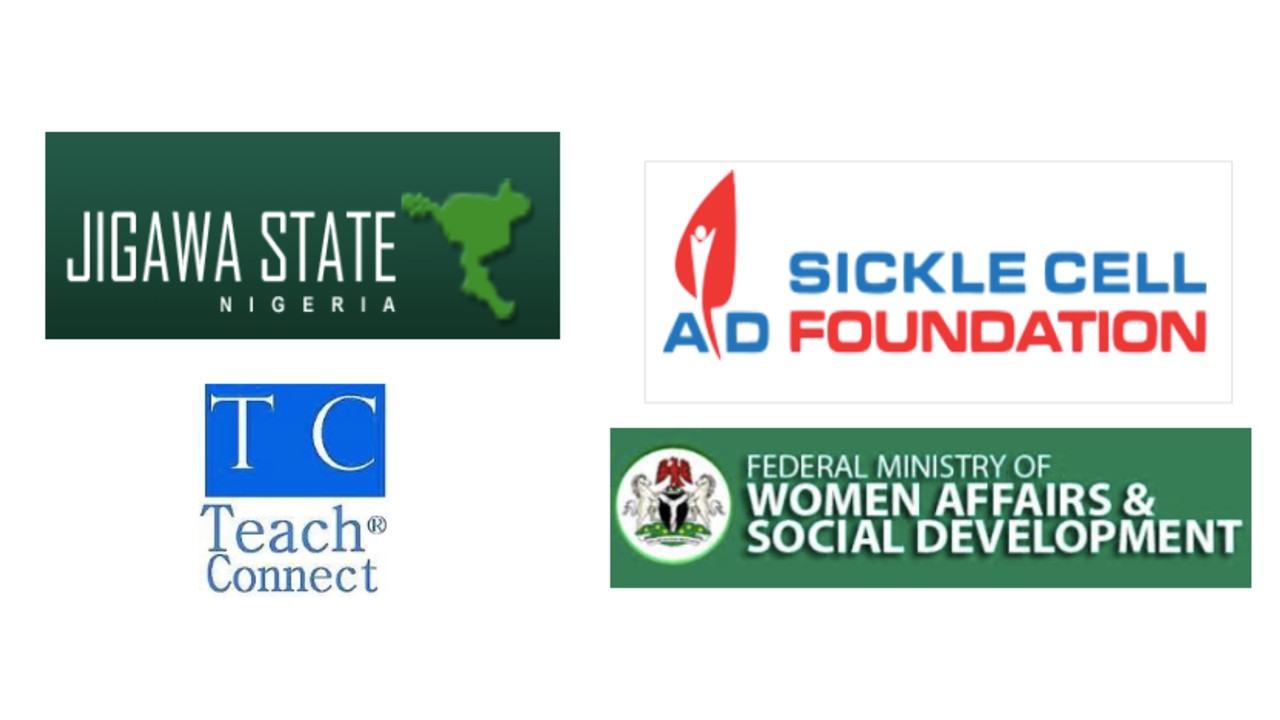 JIGAWA STATE
NIGERIA
SICKLE CELL
AID FOUNDATION
T C
Teach®
Connect
FEDERAL MINISTRY OF
WOMEN AFFAIRS &
SOCIAL DEVELOPMENT